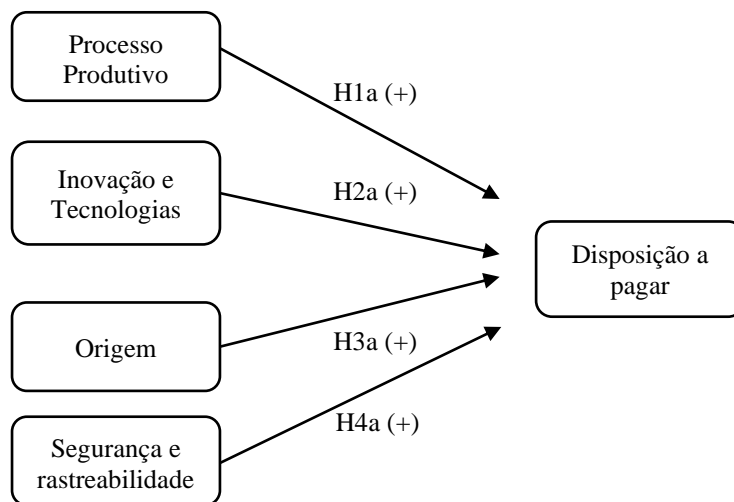 Processo
Produtivo
H1a (+)
Inovação e
Tecnologias
H2a (+)
Disposição a
pagar
Origem
H3a (+)
Segurança e
rastreabilidade
H4a (+)